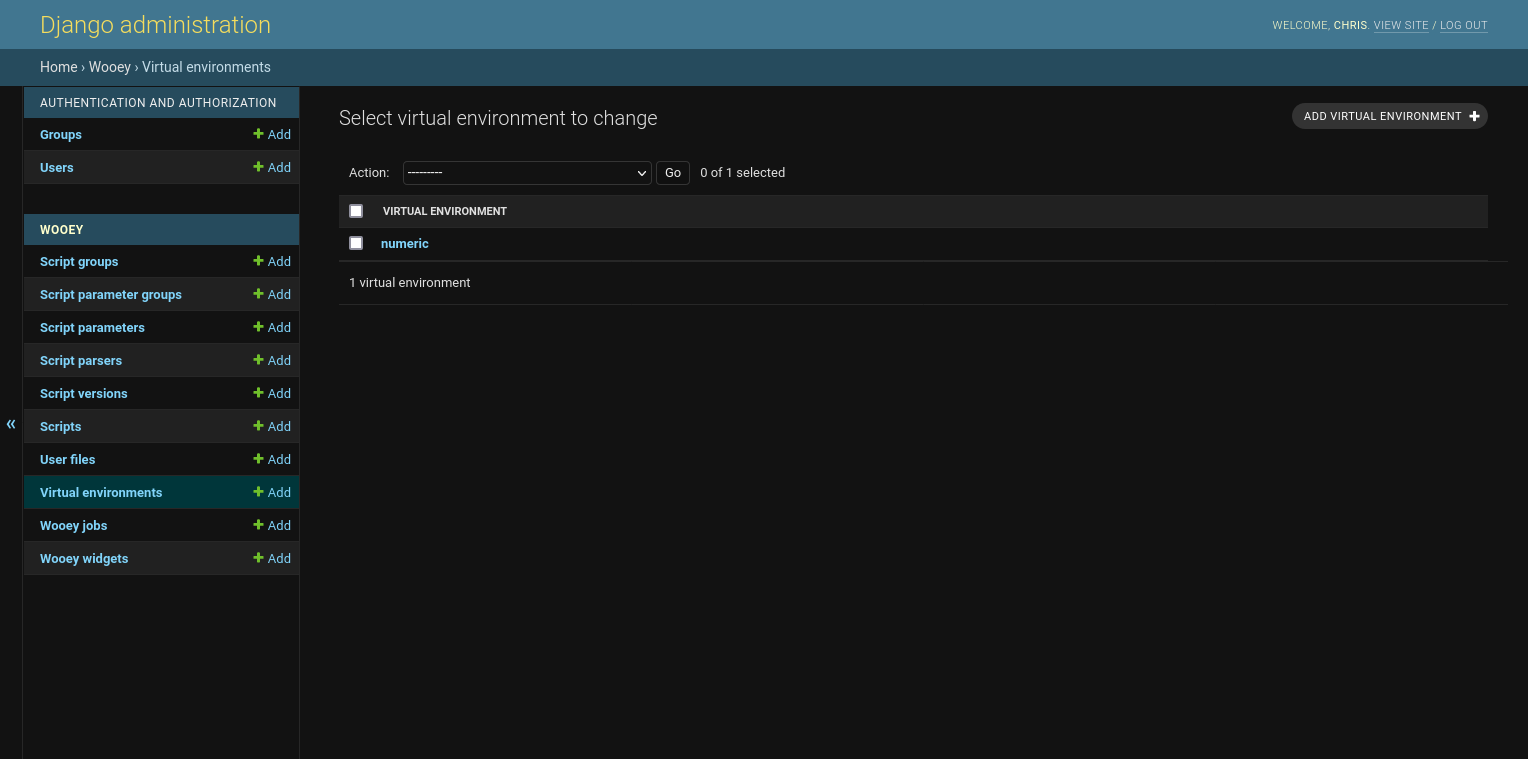 Django administration
WELCOME, CHRIS. VIEW SITE / LOG OUT
Home › Wooey › Virtual environments
«
AUTHENTICATION AND AUTHORIZATION
Groups + Add
Users + Add
WOOEY
Script groups + Add
Script parameter groups + Add
Script parameters + Add
Script parsers + Add
Script versions + Add
Scripts + Add
User files + Add
Virtual environments + Add
Wooey jobs + Add
Wooey widgets + Add
Select virtual environment to change
ADD VIRTUAL ENVIRONMENT +
Action: --------- Go 0 of 1 selected
VIRTUAL ENVIRONMENT
numeric
1 virtual environment